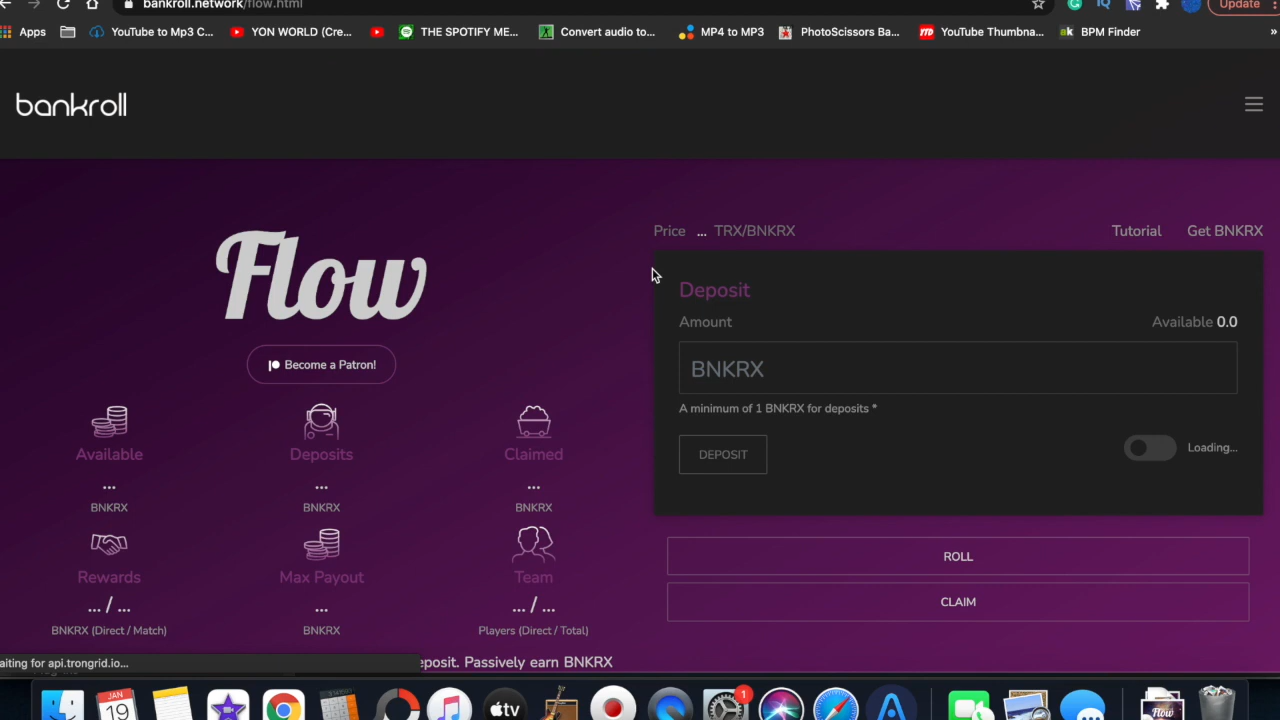 bankroll.network/flow.html
Update
Apps
YouTube to Mp3 C...
YON WORLD (Cre...
THE SPOTIFY ME...
Convert audio to...
MP4 to MP3
PhotoScissors Ba...
YouTube Thumbna...
BPM Finder
»
bankroll
Flow
Become a Patron!
Available
...
BNKRX
Deposits
...
BNKRX
Claimed
...
BNKRX
Rewards
... / ...
BNKRX (Direct / Match)
Max Payout
...
BNKRX
Team
... / ...
Players (Direct / Total)
Price ... TRX/BNKRX
Tutorial
Get BNKRX
Deposit
Amount
Available 0.0
BNKRX
A minimum of 1 BNKRX for deposits *
DEPOSIT
Loading...
ROLL
CLAIM
aiting for api.trongrid.io...
eposit. Passively earn BNKRX
JAN
19
tv
1
Flow